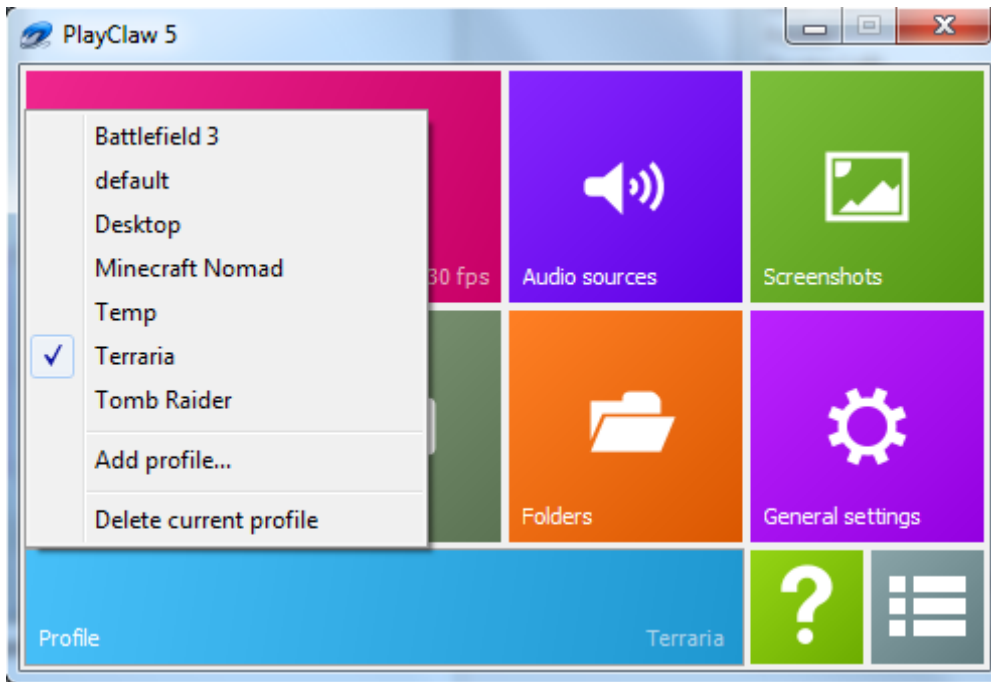 PlayClaw 5
Battlefield 3
default
Desktop
Minecraft Nomad
Temp
Terraria
Tomb Raider
Add profile...
Delete current profile
30 fps
Audio sources
Screenshots
Folders
General settings
Profile
Terraria
?